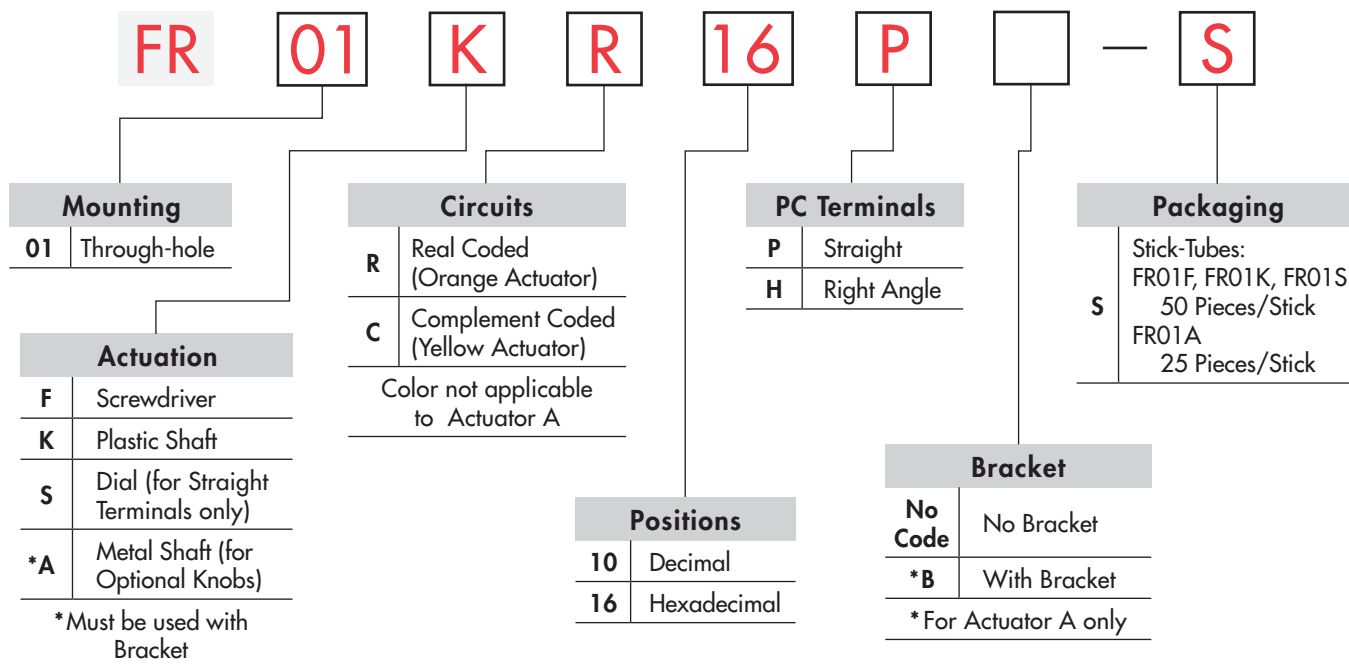 FR 01 K R 16 P — S
Mounting
01 Through-hole
Actuation
F Screwdriver
K Plastic Shaft
S Dial (for Straight
Terminals only)
*A Metal Shaft (for
Optional Knobs)
*Must be used with
Bracket
Circuits
R Real Coded
(Orange Actuator)
C Complement Coded
(Yellow Actuator)
Color not applicable
to Actuator A
Positions
10 Decimal
16 Hexadecimal
PC Terminals
P Straight
H Right Angle
Bracket
No
Code No Bracket
*B With Bracket
*For Actuator A only
Packaging
Stick-Tubes:
FR01F, FR01K, FR01S
S 50 Pieces/Stick
FR01A
25 Pieces/Stick